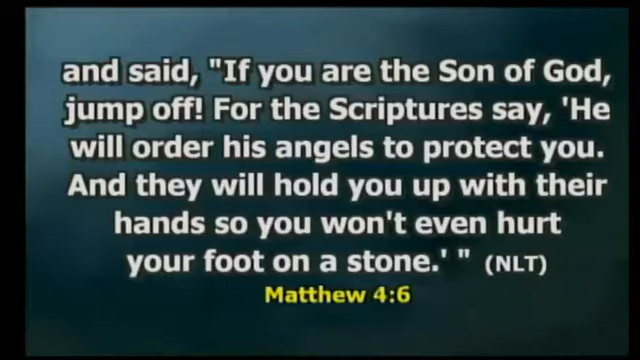 and said, "If you are the Son of God,
jump off! For the Scriptures say, 'He
will order his angels to protect you.
And they will hold you up with their
hands so you won't even hurt
your foot on a stone.' " (NLT)
Matthew 4:6